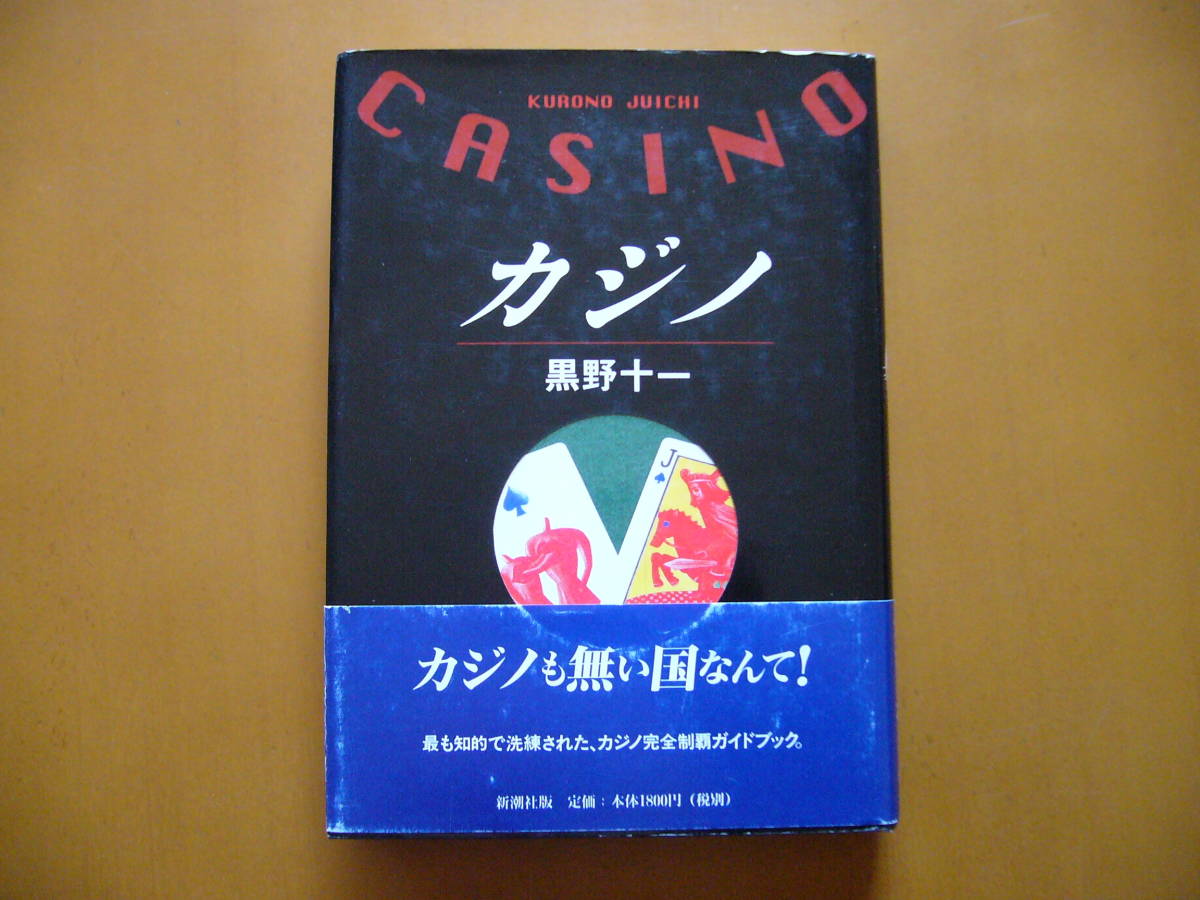 KURONO JUICHI
CASINO
カジノ
黒野十一
J
カジノも無い国なんて!
最も知的で洗練された、カジノ完全制覇ガイドブック。
新潮社版 定価:本体1800円(税別)